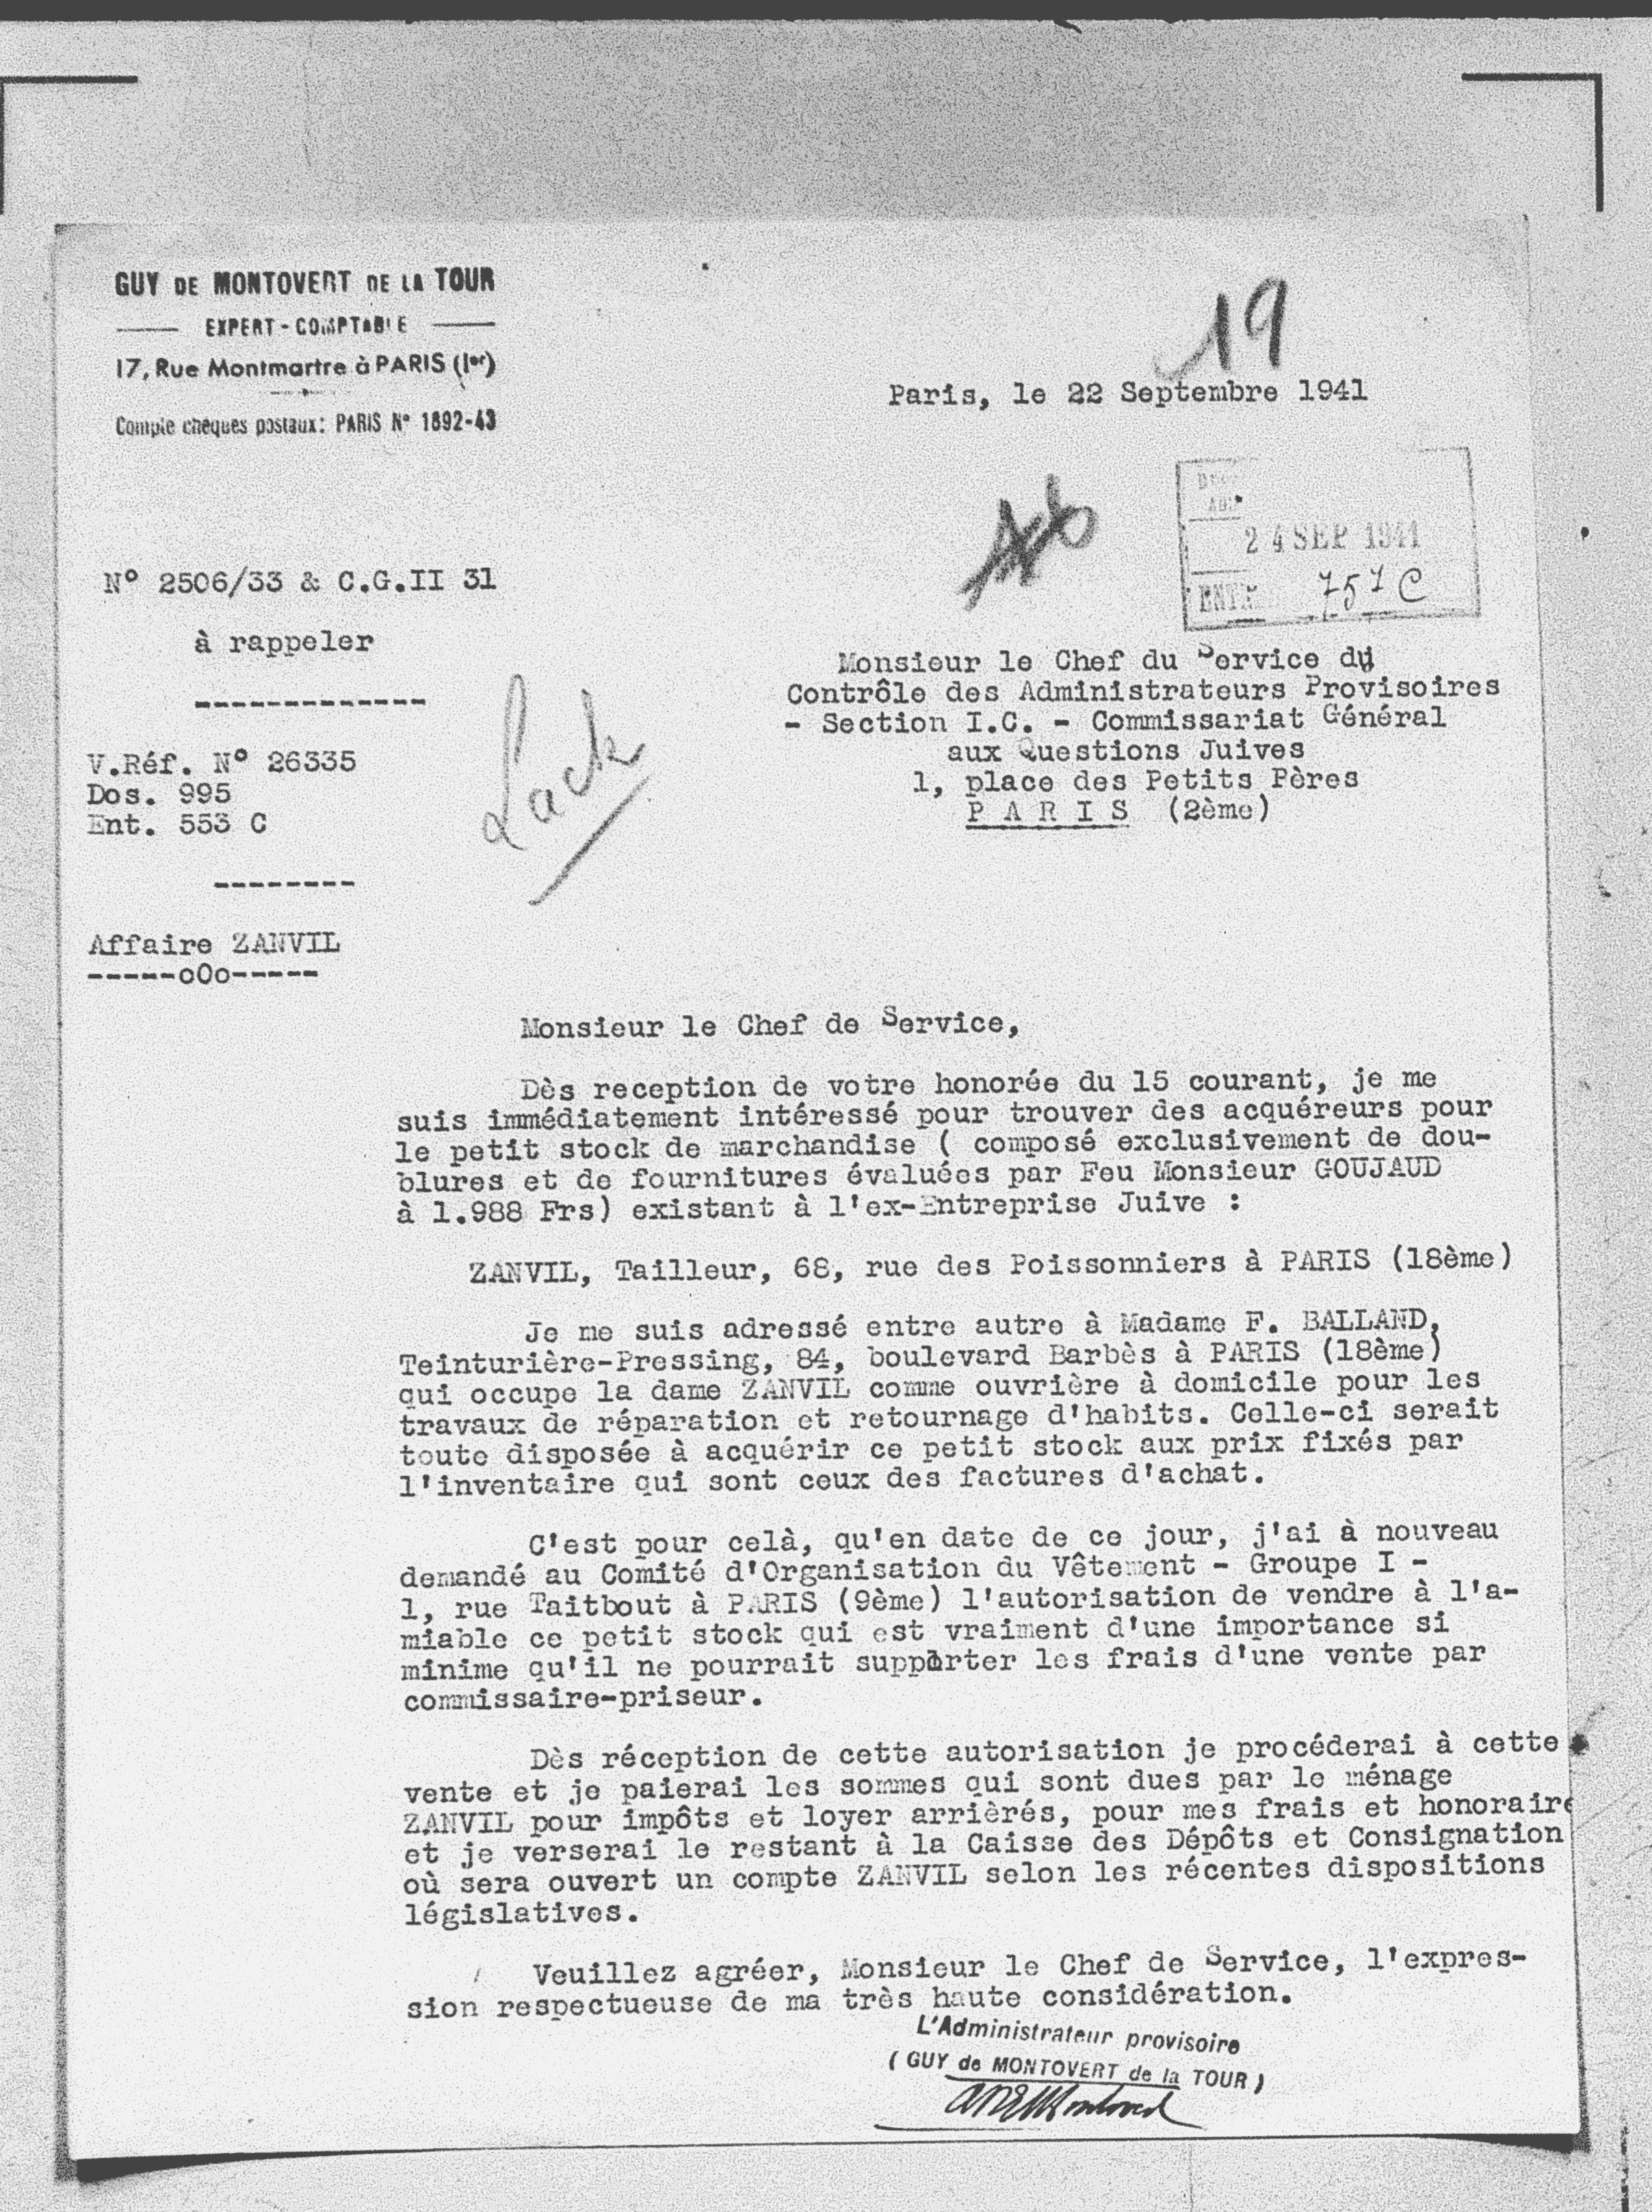 GUY DE MONTOVERT DE LA TOUR
EXPERT-COMPTABLE
17, Rue Montmartre à PARIS (Ier)
Compte chèques postaux: PARIS N° 1892-43
19
Paris, le 22 Septembre 1941
24 SEP 1941
ENT 757 C
N° 2506/33 & C.G.II 31
à rappeler
-------------
V.Réf. N° 26335
Dos. 995
Ent. 553 C
--------
Affaire ZANVIL
-----oOo-----
Lack
Monsieur le Chef du Service du
Contrôle des Administrateurs Provisoires
- Section I.C. - Commissariat Général
aux Questions Juives
1, place des Petits Pères
P A R I S (2ème)
Monsieur le Chef de Service,
Dès reception de votre honorée du 15 courant, je me
suis immédiatement intéressé pour trouver des acquéreurs pour
le petit stock de marchandise ( composé exclusivement de dou-
blures et de fournitures évaluées par Feu Monsieur GOUJAUD
à 1.988 Frs) existant à l'ex-Entreprise Juive :
ZANVIL, Tailleur, 68, rue des Poissonniers à PARIS (18ème)
Je me suis adressé entre autre à Madame F. BALLAND,
Teinturière-Pressing, 84, boulevard Barbès à PARIS (18ème)
qui occupe la dame ZANVIL comme ouvrière à domicile pour les
travaux de réparation et retournage d'habits. Celle-ci serait
toute disposée à acquérir ce petit stock aux prix fixés par
l'inventaire qui sont ceux des factures d'achat.
C'est pour celà, qu'en date de ce jour, j'ai à nouveau
demandé au Comité d'Organisation du Vêtement - Groupe I -
1, rue Taitbout à PARIS (9ème) l'autorisation de vendre à l'a-
miable ce petit stock qui est vraiment d'une importance si
minime qu'il ne pourrait supporter les frais d'une vente par
commissaire-priseur.
Dès réception de cette autorisation je procéderai à cette
vente et je paierai les sommes qui sont dues par le ménage
ZANVIL pour impôts et loyer arrièrés, pour mes frais et honoraire
et je verserai le restant à la Caisse des Dépôts et Consignation
où sera ouvert un compte ZANVIL selon les récentes dispositions
législatives.
Veuillez agréer, Monsieur le Chef de Service, l'expres-
sion respectueuse de ma très haute considération.
L'Administrateur provisoire
( GUY de MONTOVERT de la TOUR )